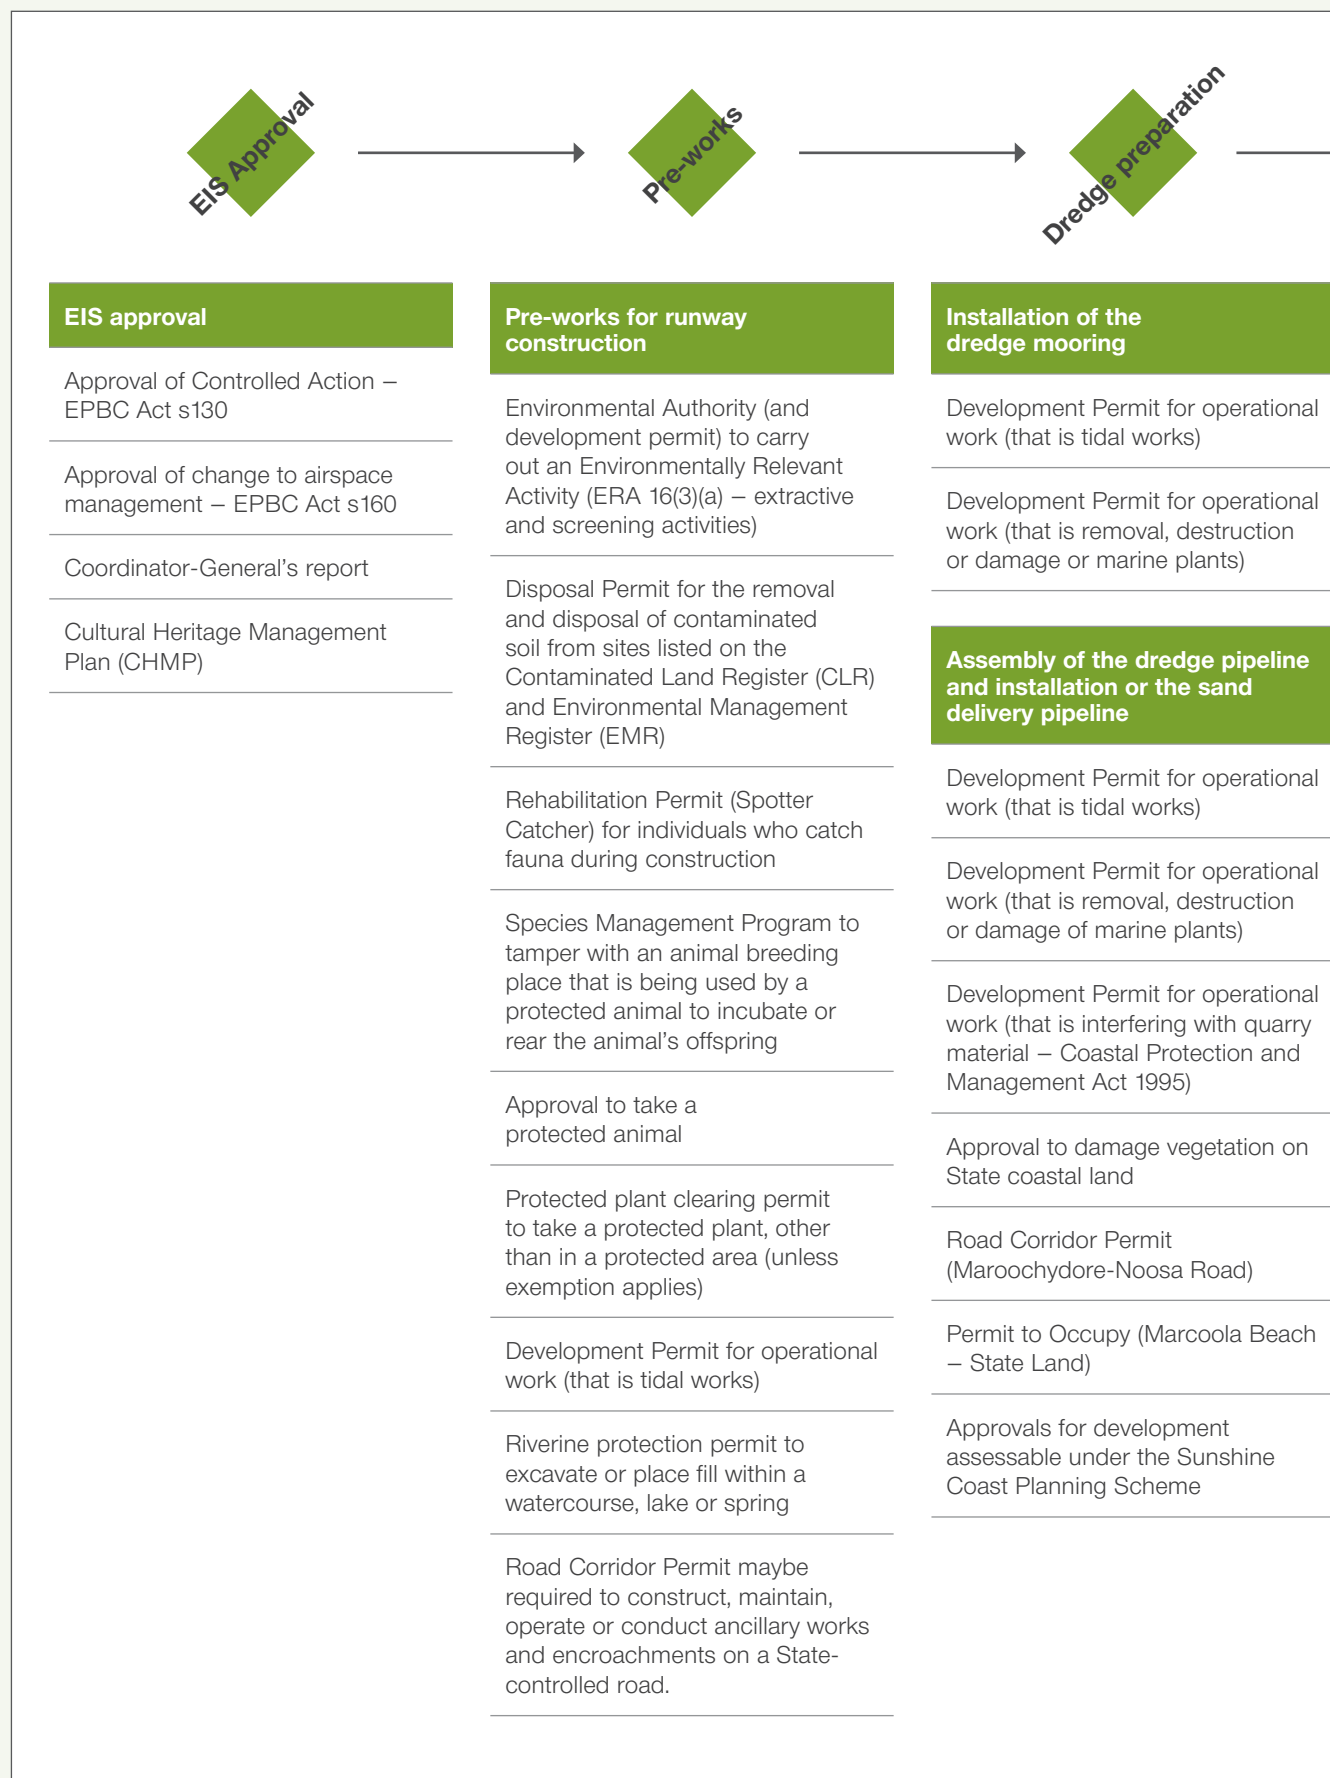 EIS Approval
Pre-works
Dredge preparation
EIS approval
Approval of Controlled Action –
EPBC Act s130
Approval of change to airspace
management – EPBC Act s160
Coordinator-General's report
Cultural Heritage Management
Plan (CHMP)
Pre-works for runway
construction
Environmental Authority (and
development permit) to carry
out an Environmentally Relevant
Activity (ERA 16(3)(a) – extractive
and screening activities)
Disposal Permit for the removal
and disposal of contaminated
soil from sites listed on the
Contaminated Land Register (CLR)
and Environmental Management
Register (EMR)
Rehabilitation Permit (Spotter
Catcher) for individuals who catch
fauna during construction
Species Management Program to
tamper with an animal breeding
place that is being used by a
protected animal to incubate or
rear the animal's offspring
Approval to take a
protected animal
Protected plant clearing permit
to take a protected plant, other
than in a protected area (unless
exemption applies)
Development Permit for operational
work (that is tidal works)
Riverine protection permit to
excavate or place fill within a
watercourse, lake or spring
Road Corridor Permit maybe
required to construct, maintain,
operate or conduct ancillary works
and encroachments on a State-
controlled road.
Installation of the
dredge mooring
Development Permit for operational
work (that is tidal works)
Development Permit for operational
work (that is removal, destruction
or damage or marine plants)
Assembly of the dredge pipeline
and installation or the sand
delivery pipeline
Development Permit for operational
work (that is tidal works)
Development Permit for operational
work (that is removal, destruction
or damage of marine plants)
Development Permit for operational
work (that is interfering with quarry
material – Coastal Protection and
Management Act 1995)
Approval to damage vegetation on
State coastal land
Road Corridor Permit
(Maroochydore-Noosa Road)
Permit to Occupy (Marcoola Beach
– State Land)
Approvals for development
assessable under the Sunshine
Coast Planning Scheme